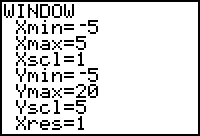 WINDOW
Xmin=-5
Xmax=5
Xscl=1
Ymin=-5
Ymax=20
Yscl=5
Xres=1